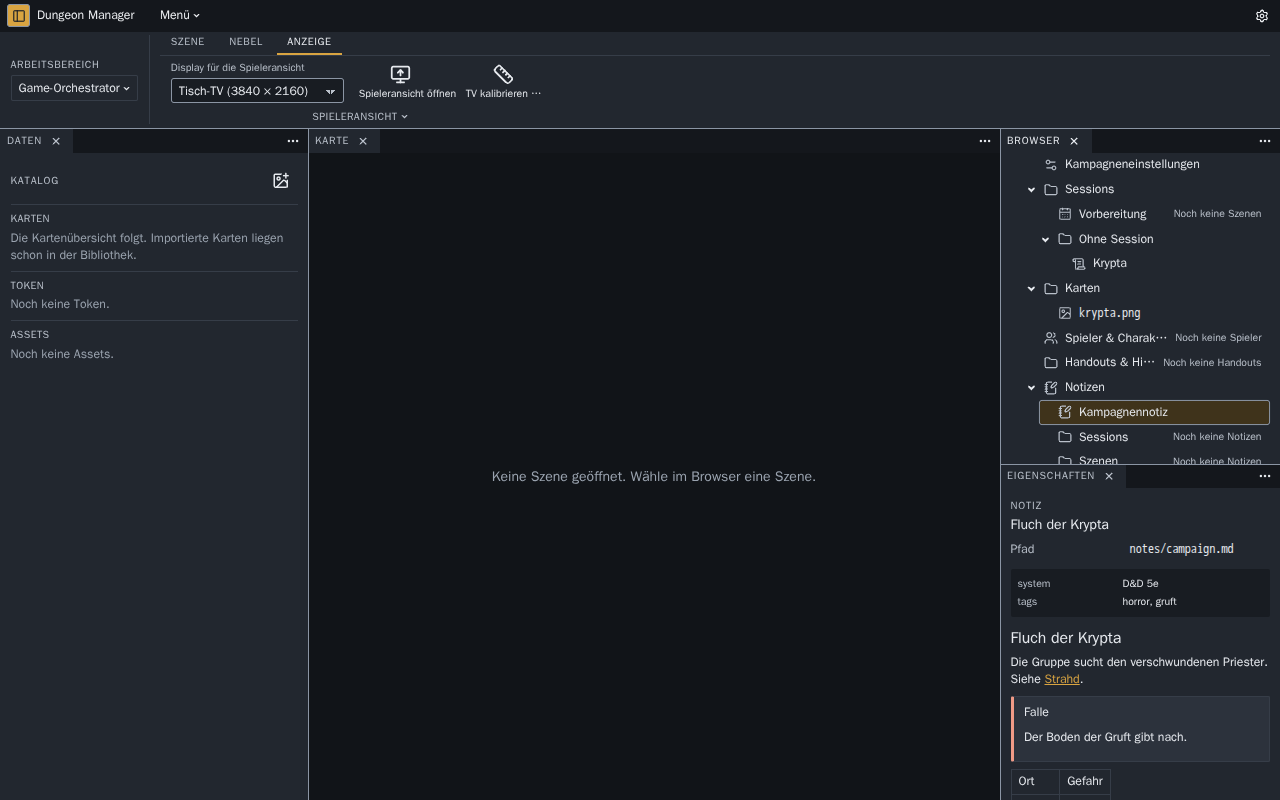 Dungeon Manager
Menü
ARBEITSBEREICH
Game-Orchestrator
SZENE
NEBEL
ANZEIGE
Display für die Spieleransicht
Tisch-TV (3840 × 2160)
Spieleransicht öffnen
TV kalibrieren ···
SPIELERANSICHT
DATEN
KATALOG
KARTEN
Die Kartenübersicht folgt. Importierte Karten liegen
schon in der Bibliothek.
TOKEN
Noch keine Token.
ASSETS
Noch keine Assets.
KARTE
Keine Szene geöffnet. Wähle im Browser eine Szene.
BROWSER
Kampagneneinstellungen
Sessions
Vorbereitung Noch keine Szenen
Ohne Session
Krypta
Karten
krypta.png
Spieler & Charak··· Noch keine Spieler
Handouts & Hi··· Noch keine Handouts
Notizen
Kampagnennotiz
Sessions Noch keine Notizen
Szenen Noch keine Notizen
EIGENSCHAFTEN
NOTIZ
Fluch der Krypta
Pfad notes/campaign.md
system D&D 5e
tags horror, gruft
Fluch der Krypta
Die Gruppe sucht den verschwundenen Priester.
Siehe Strahd.
Falle
Der Boden der Gruft gibt nach.
Ort Gefahr